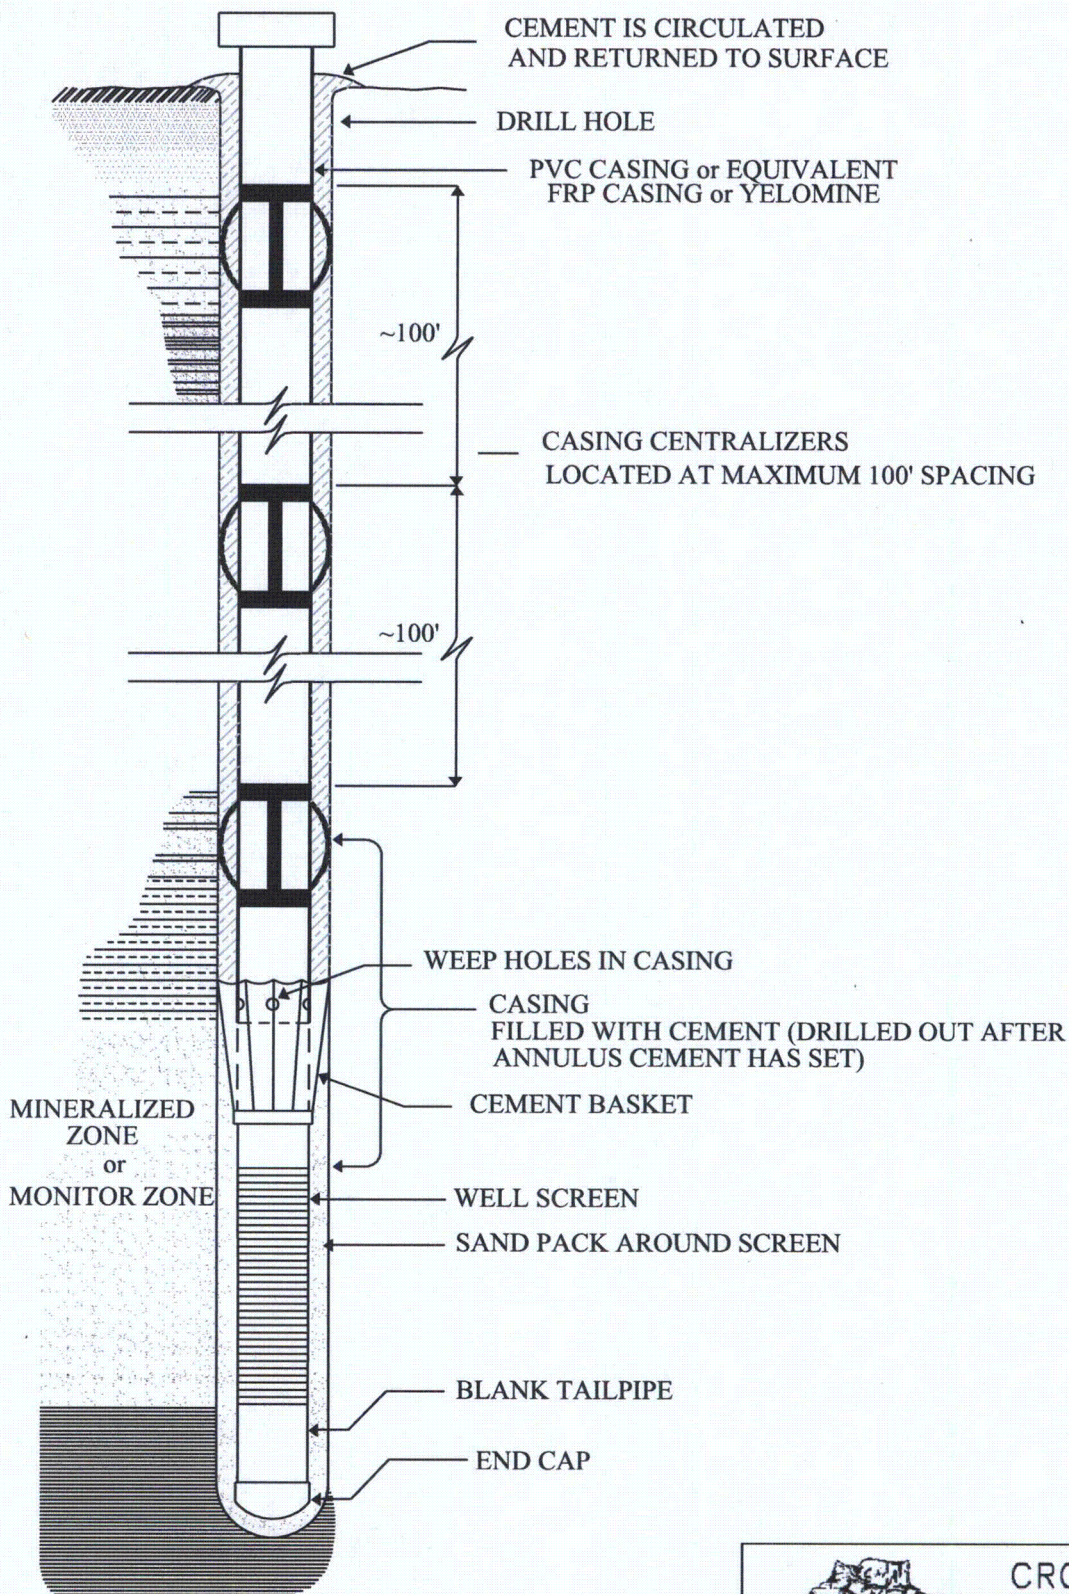 CEMENT IS CIRCULATED
AND RETURNED TO SURFACE
DRILL HOLE
PVC CASING or EQUIVALENT
FRP CASING or YELOMINE
~100'
CASING CENTRALIZERS
LOCATED AT MAXIMUM 100' SPACING
~100'
WEEP HOLES IN CASING
CASING
FILLED WITH CEMENT (DRILLED OUT AFTER
ANNULUS CEMENT HAS SET)
CEMENT BASKET
MINERALIZED
ZONE
or
MONITOR ZONE
WELL SCREEN
SAND PACK AROUND SCREEN
BLANK TAILPIPE
END CAP